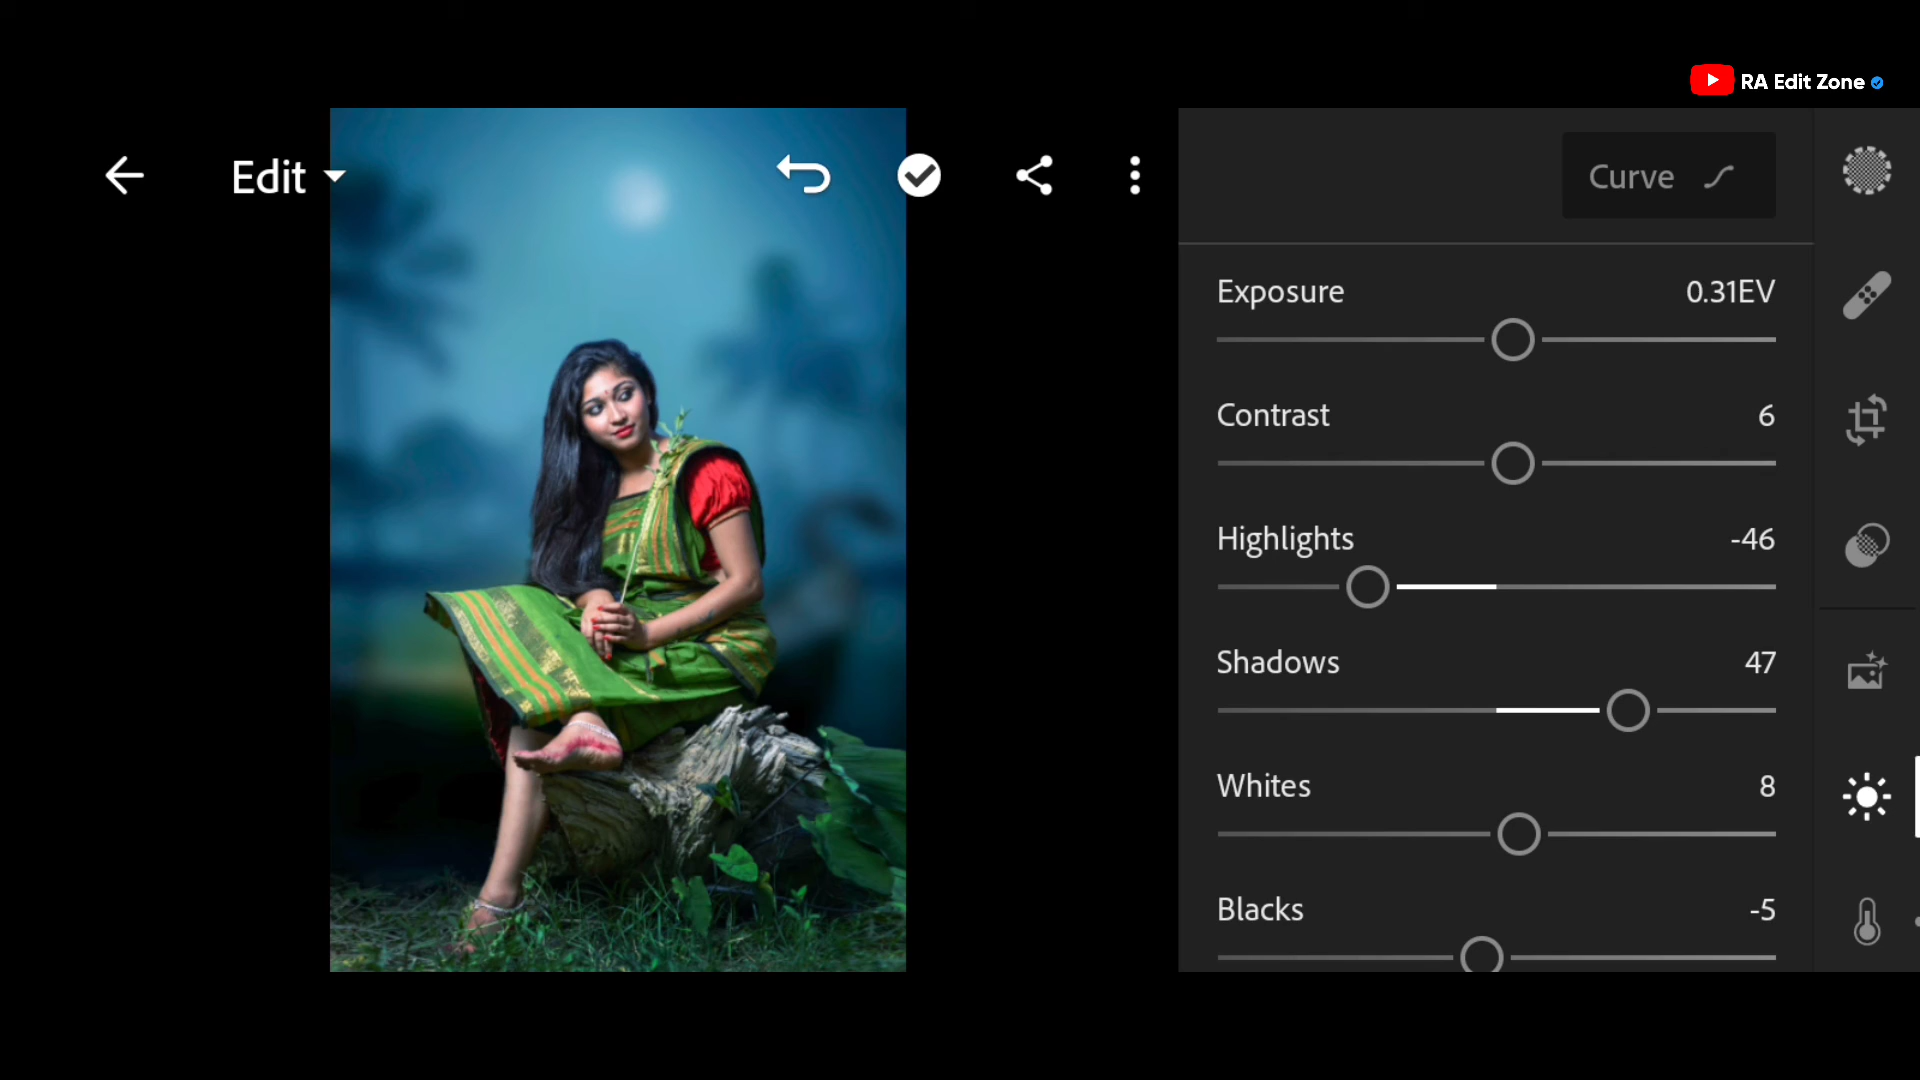 RA Edit Zone
Edit
Curve
Exposure 0.31EV
Contrast 6
Highlights -46
Shadows 47
Whites 8
Blacks -5